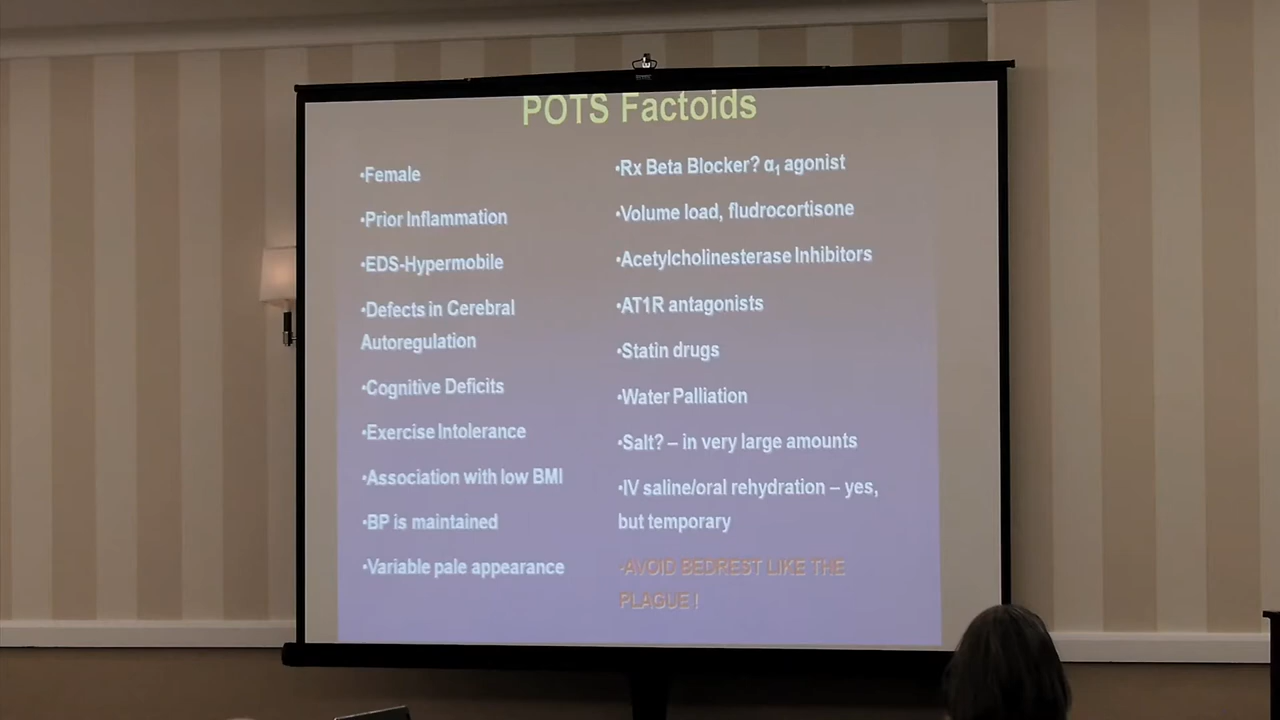 POTS Factoids
•Female
•Prior Inflammation
•EDS-Hypermobile
•Defects in Cerebral
Autoregulation
•Cognitive Deficits
•Exercise Intolerance
•Association with low BMI
•BP is maintained
•Variable pale appearance
•Rx Beta Blocker? α₁ agonist
•Volume load, fludrocortisone
•Acetylcholinesterase Inhibitors
•AT1R antagonists
•Statin drugs
•Water Palliation
•Salt? – in very large amounts
•IV saline/oral rehydration – yes,
but temporary
•AVOID BEDREST LIKE THE
PLAGUE !